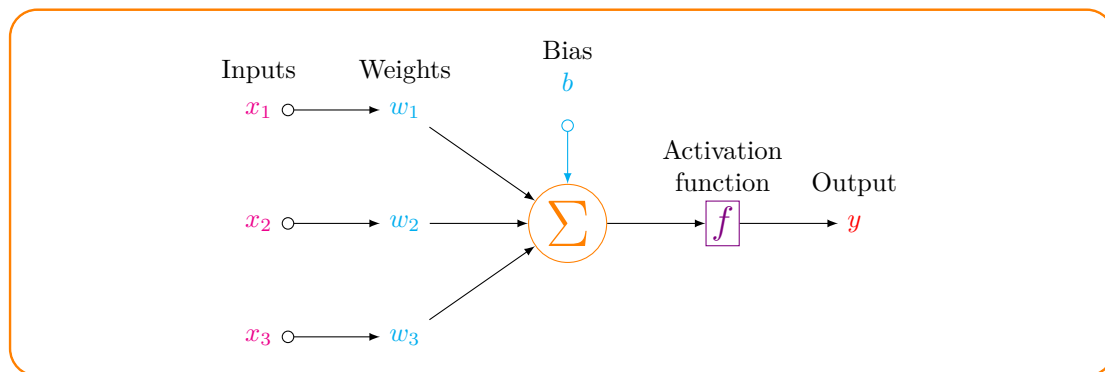 Bias
Inputs Weights b
x₁ w₁
Activation
function Output
x₂ w₂ Σ f y
x₃ w₃